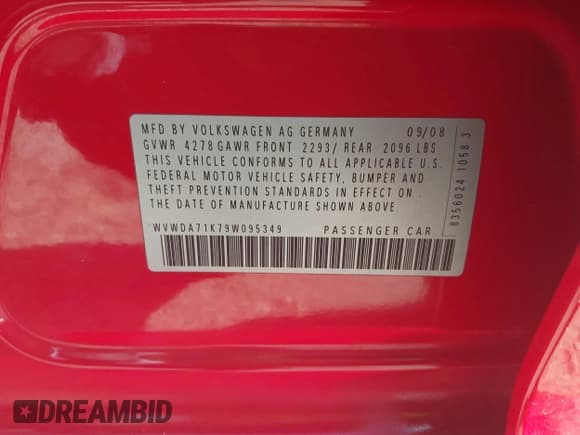 MFD BY VOLKSWAGEN AG GERMANY 09/08
GVWR 4278 GAWR FRONT 2293/ REAR 2096 LBS
THIS VEHICLE CONFORMS TO ALL APPLICABLE U.S.
FEDERAL MOTOR VEHICLE SAFETY, BUMPER AND
THEFT PREVENTION STANDARDS IN EFFECT ON
THE DATE OF MANUFACTURE SHOWN ABOVE.
WVWDA71K79W095349 PASSENGER CAR
8356024 1058.3
DREAMBID